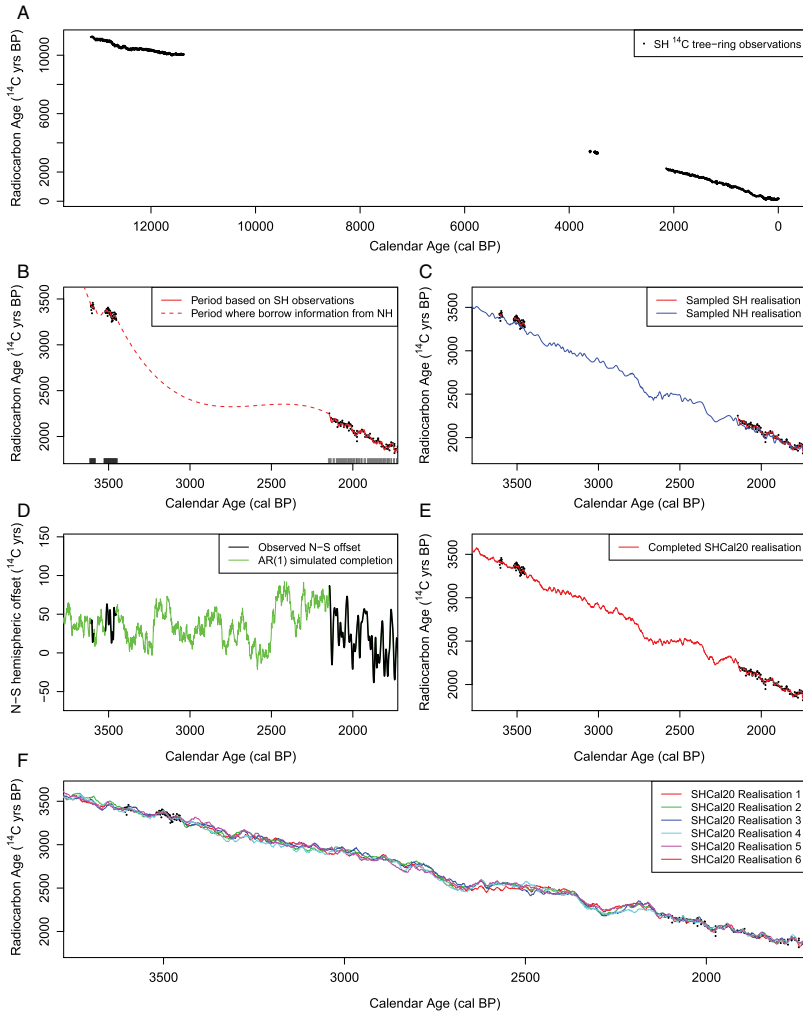 A
Radiocarbon Age (¹⁴C yrs BP)
0 2000 4000 6000 10000
SH ¹⁴C tree−ring observations
12000 10000 8000 6000 4000 2000 0
Calendar Age (cal BP)
B
Radiocarbon Age (¹⁴C yrs BP)
2000 2500 3000 3500
Period based on SH observations
Period where borrow information from NH
3500 3000 2500 2000
Calendar Age (cal BP)
C
Radiocarbon Age (¹⁴C yrs BP)
2000 2500 3000 3500
Sampled SH realisation
Sampled NH realisation
3500 3000 2500 2000
Calendar Age (cal BP)
D
N−S hemispheric offset (¹⁴C yrs)
−50 0 50 100 150
Observed N−S offset
AR(1) simulated completion
3500 3000 2500 2000
Calendar Age (cal BP)
E
Radiocarbon Age (¹⁴C yrs BP)
2000 2500 3000 3500
Completed SHCal20 realisation
3500 3000 2500 2000
Calendar Age (cal BP)
F
Radiocarbon Age (¹⁴C yrs BP)
2000 2500 3000 3500
SHCal20 Realisation 1
SHCal20 Realisation 2
SHCal20 Realisation 3
SHCal20 Realisation 4
SHCal20 Realisation 5
SHCal20 Realisation 6
3500 3000 2500 2000
Calendar Age (cal BP)